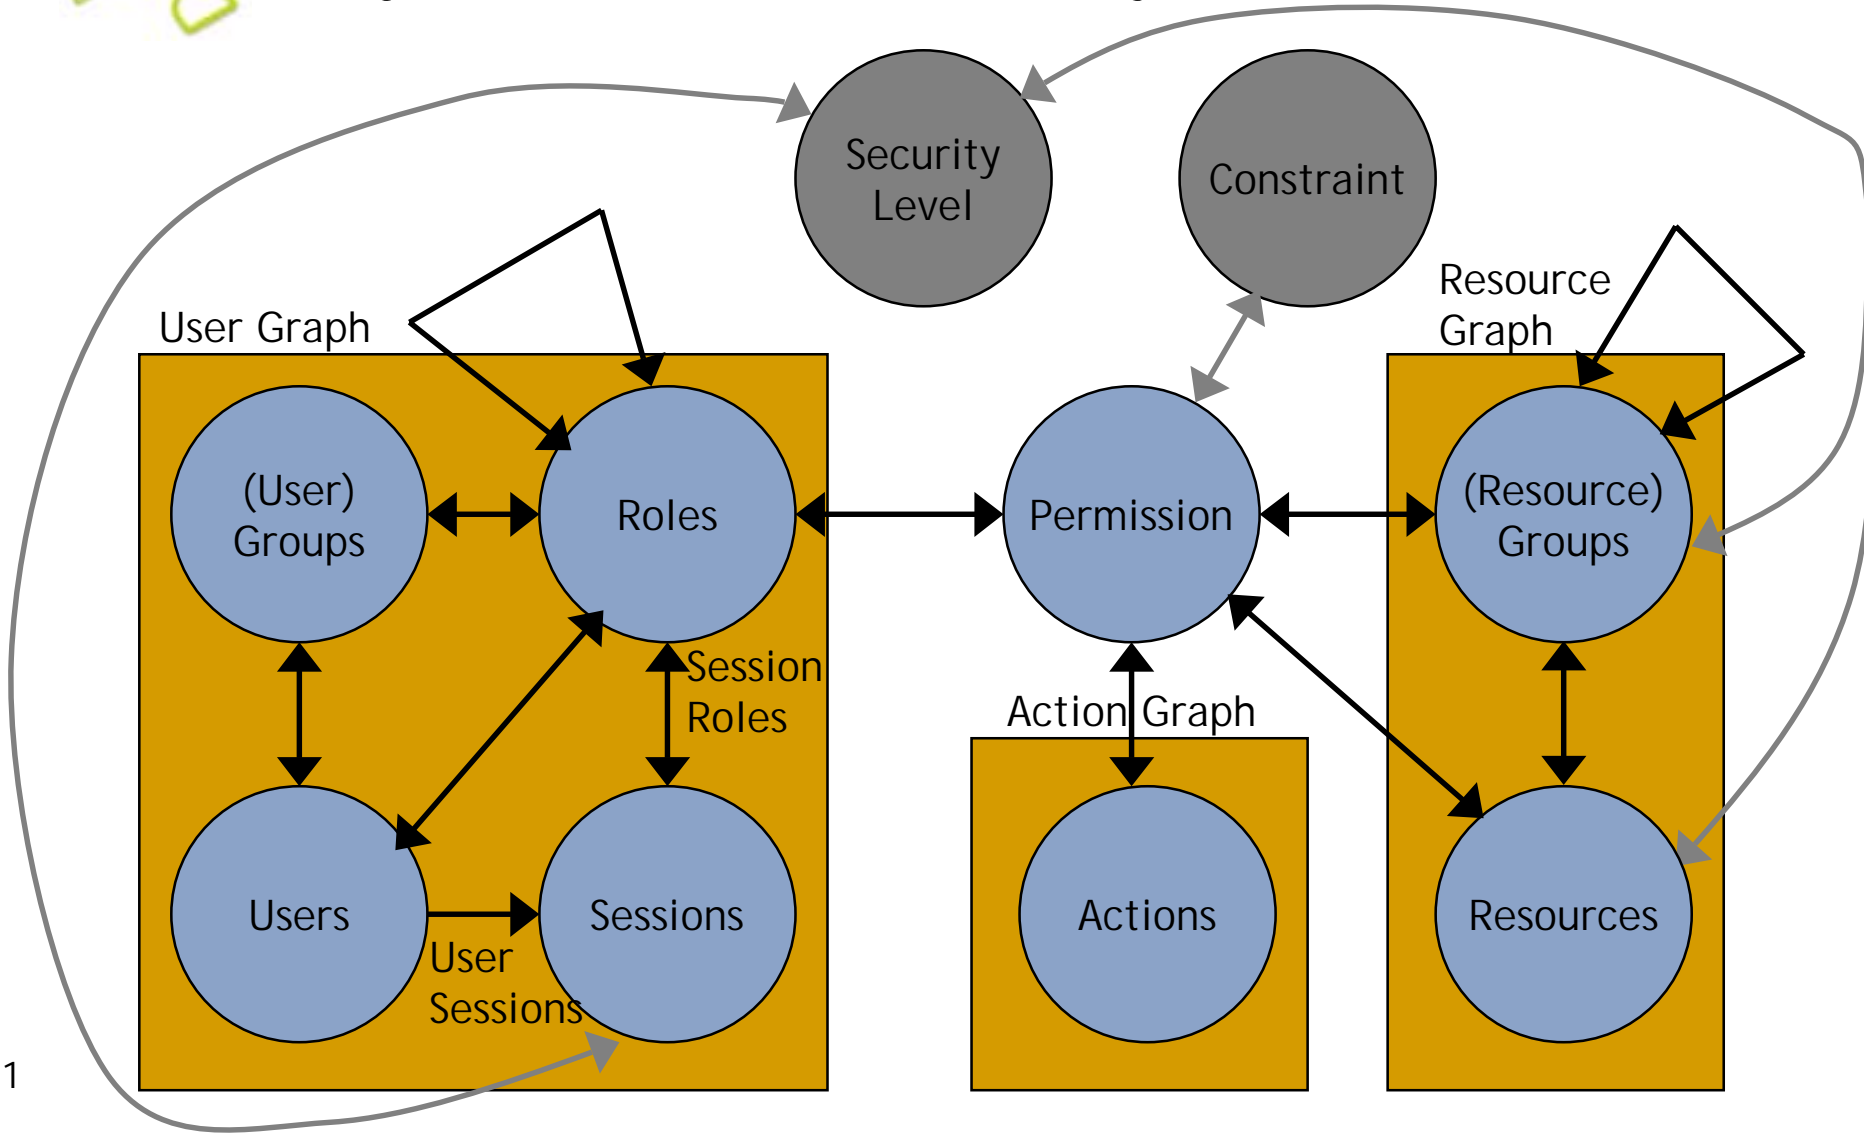 Security
Level
Constraint
User Graph
Resource
Graph
(User)
Groups
Roles
Permission
(Resource)
Groups
Session
Roles
Action Graph
Users
Sessions
Actions
Resources
User
Sessions
1